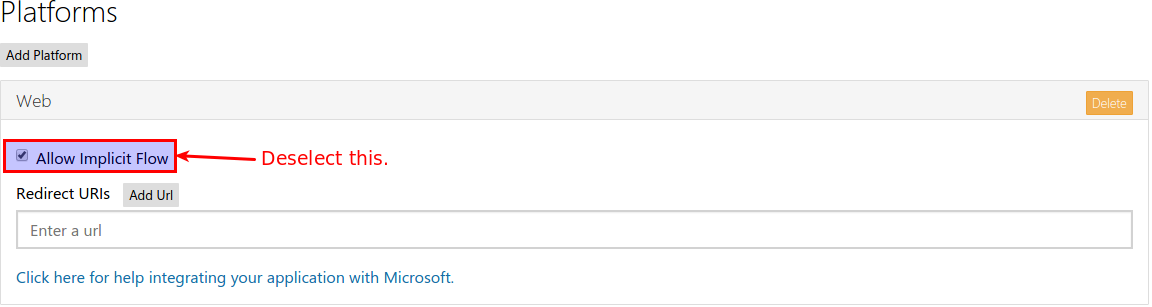 Platforms
Add Platform
Web
Delete
Allow Implicit Flow
Deselect this.
Redirect URIs
Add Url
Enter a url
Click here for help integrating your application with Microsoft.